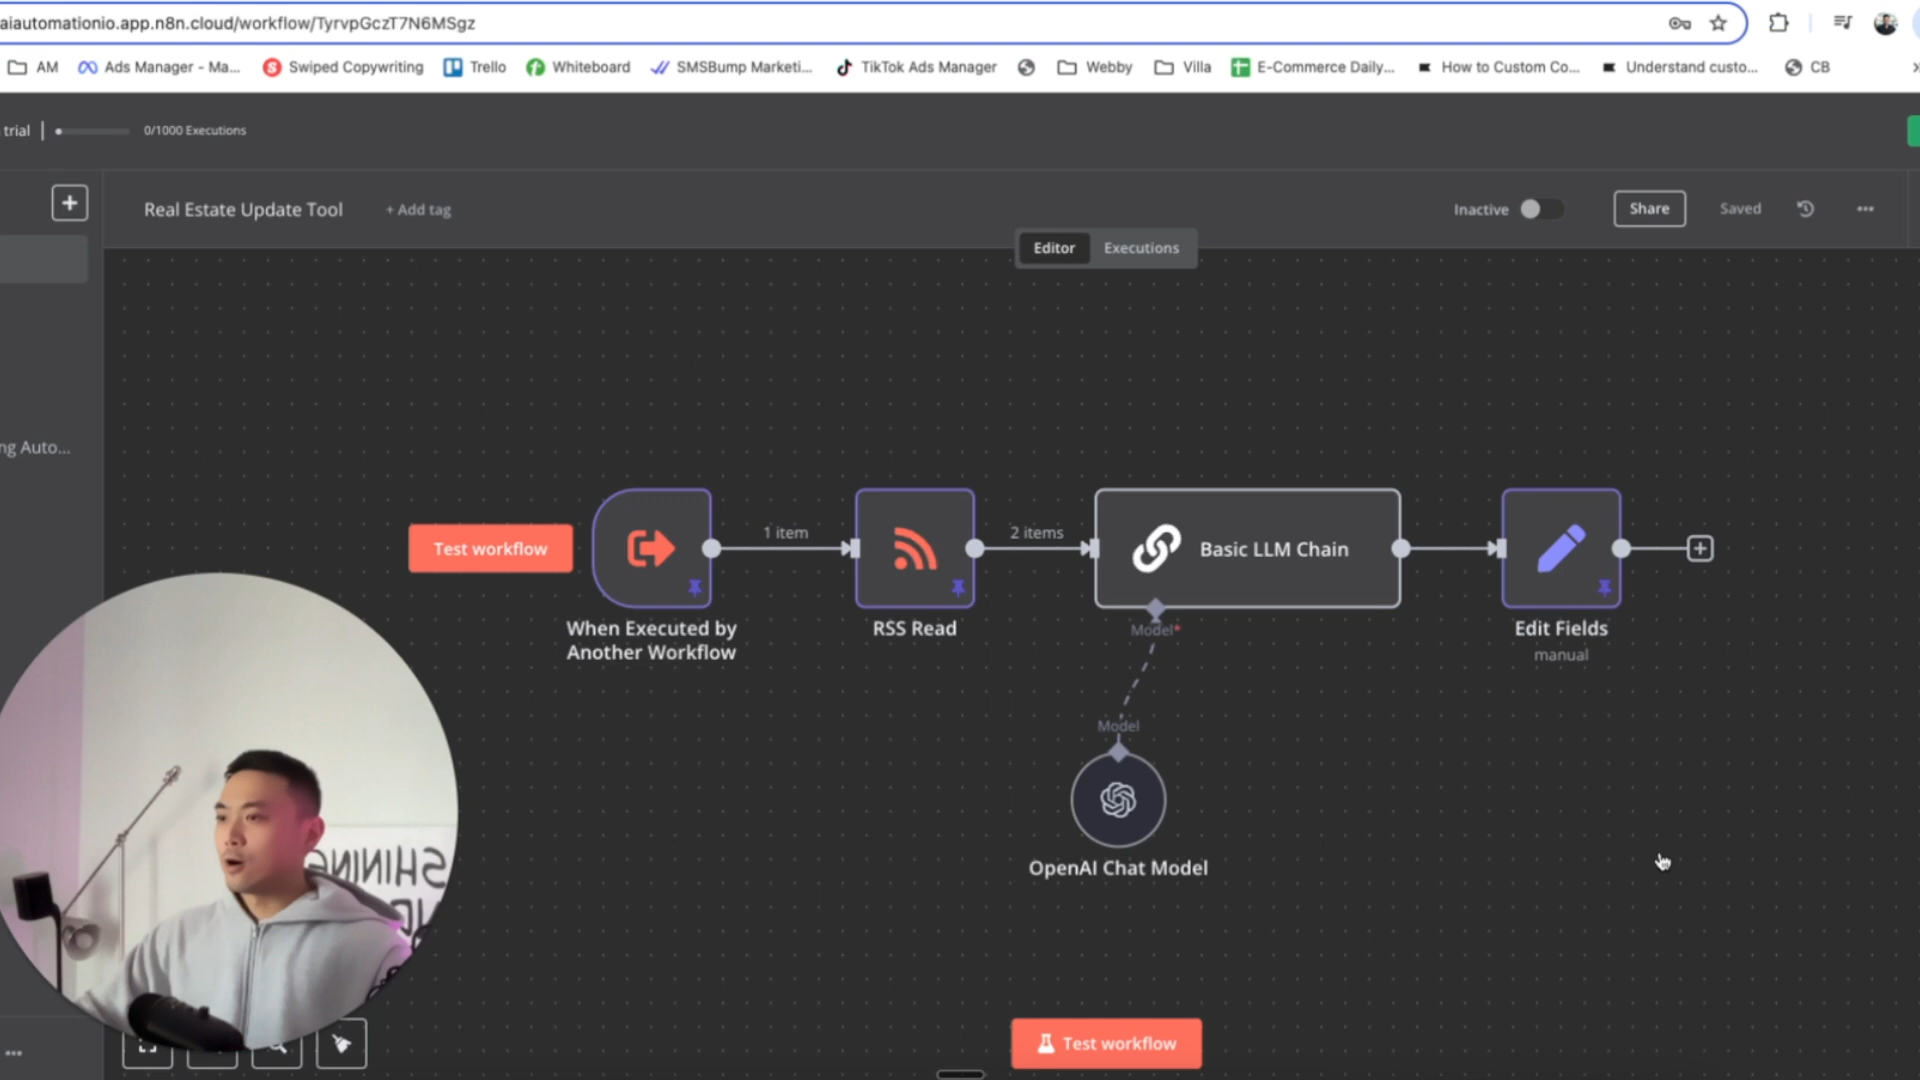 aiautomationio.app.n8n.cloud/workflow/TyrvpGczT7N6MSgz
AM Ads Manager - Ma... Swiped Copywriting Trello Whiteboard SMSBump Marketi... TikTok Ads Manager Webby Villa E-Commerce Daily... How to Custom Co... Understand custo... CB
trial 0/1000 Executions
Real Estate Update Tool + Add tag Inactive Share Saved
Editor Executions
ng Auto...
1 item 2 items
Test workflow Basic LLM Chain
When Executed by
Another Workflow
RSS Read
Model*
Edit Fields
manual
Model
OpenAI Chat Model
SHINING
Test workflow